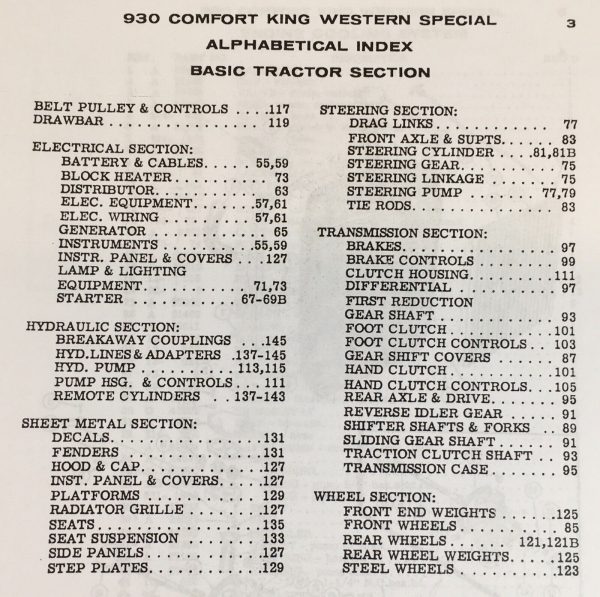 930 COMFORT KING WESTERN SPECIAL
3
ALPHABETICAL INDEX
BASIC TRACTOR SECTION
BELT PULLEY & CONTROLS . . . .117
DRAWBAR . . . . . . . . . . . . . . . . 119
ELECTRICAL SECTION:
BATTERY & CABLES. . . . . 55,59
BLOCK HEATER . . . . . . . . . . 73
DISTRIBUTOR. . . . . . . . . . . . 63
ELEC. EQUIPMENT. . . . . . .57,61
ELEC. WIRING . . . . . . . . .57,61
GENERATOR . . . . . . . . . . . . 65
INSTRUMENTS . . . . . . . . .55,59
INSTR. PANEL & COVERS . . .127
LAMP & LIGHTING
EQUIPMENT. . . . . . . . . . . .71,73
STARTER . . . . . . . . . . . 67-69B
HYDRAULIC SECTION:
BREAKAWAY COUPLINGS . . .145
HYD.LINES & ADAPTERS .137-145
HYD. PUMP . . . . . . . . . . 113,115
PUMP HSG. & CONTROLS . . . 111
REMOTE CYLINDERS . . 137-143
SHEET METAL SECTION:
DECALS. . . . . . . . . . . . . . .131
FENDERS . . . . . . . . . . . . . .131
HOOD & CAP. . . . . . . . . . . .127
INST. PANEL & COVERS. . . .127
PLATFORMS . . . . . . . . . . . 129
RADIATOR GRILLE . . . . . . . 127
SEATS. . . . . . . . . . . . . . . .135
SEAT SUSPENSION . . . . . . . 133
SIDE PANELS . . . . . . . . . . .127
STEP PLATES. . . . . . . . . . .129
STEERING SECTION:
DRAG LINKS . . . . . . . . . . . . 77
FRONT AXLE & SUPTS. . . . . 83
STEERING CYLINDER . . . .81,81B
STEERING GEAR. . . . . . . . . . 75
STEERING LINKAGE . . . . . . 75
STEERING PUMP . . . . . . . 77,79
TIE RODS. . . . . . . . . . . . . . 83
TRANSMISSION SECTION:
BRAKES. . . . . . . . . . . . . . . 97
BRAKE CONTROLS . . . . . . . 99
CLUTCH HOUSING. . . . . . . .111
DIFFERENTIAL . . . . . . . . . . 97
FIRST REDUCTION
GEAR SHAFT . . . . . . . . . . . 93
FOOT CLUTCH . . . . . . . . . .101
FOOT CLUTCH CONTROLS . . 103
GEAR SHIFT COVERS . . . . . 87
HAND CLUTCH . . . . . . . . . .101
HAND CLUTCH CONTROLS. . .105
REAR AXLE & DRIVE. . . . . . 95
REVERSE IDLER GEAR . . . . 91
SHIFTER SHAFTS & FORKS . . 89
SLIDING GEAR SHAFT . . . . . 91
TRACTION CLUTCH SHAFT . . 93
TRANSMISSION CASE . . . . . . 95
WHEEL SECTION:
FRONT END WEIGHTS . . . . . .125
FRONT WHEELS . . . . . . . . . 85
REAR WHEELS . . . . . . 121,121B
REAR WHEEL WEIGHTS. . . . .125
STEEL WHEELS . . . . . . . . . 123